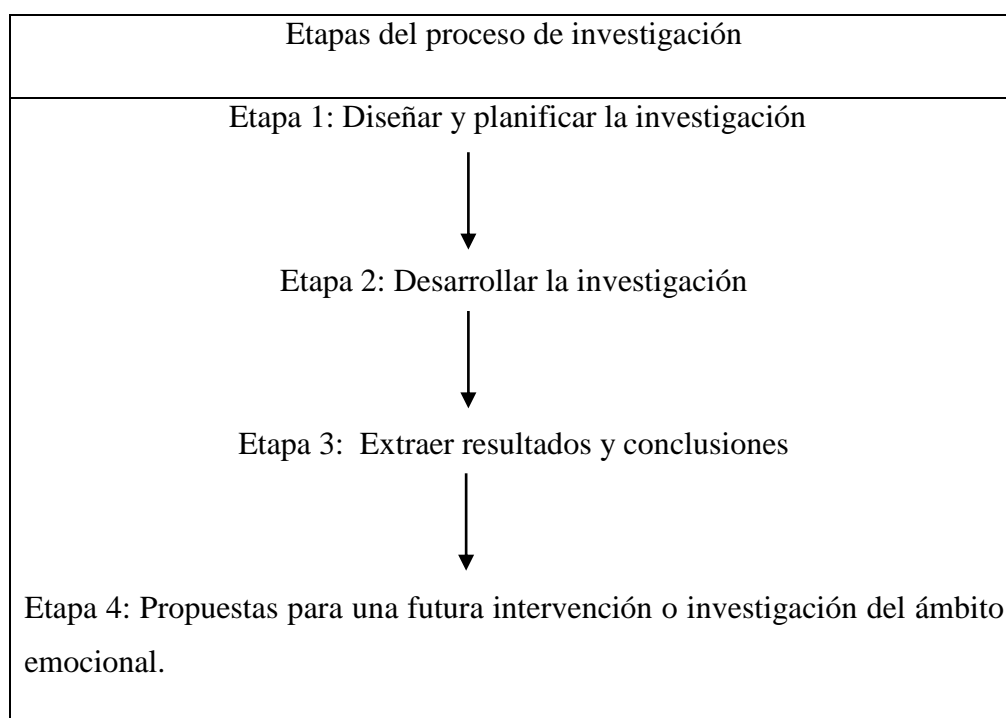 Etapas del proceso de investigación
Etapa 1: Diseñar y planificar la investigación
Etapa 2: Desarrollar la investigación
Etapa 3:  Extraer resultados y conclusiones
Etapa 4: Propuestas para una futura intervención o investigación del ámbito
emocional.